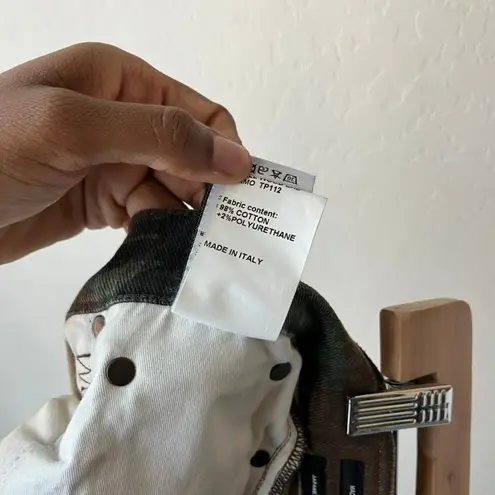 MO TP112
Fabric content:
98% COTTON
+2%POLYURETHANE
MADE IN ITALY